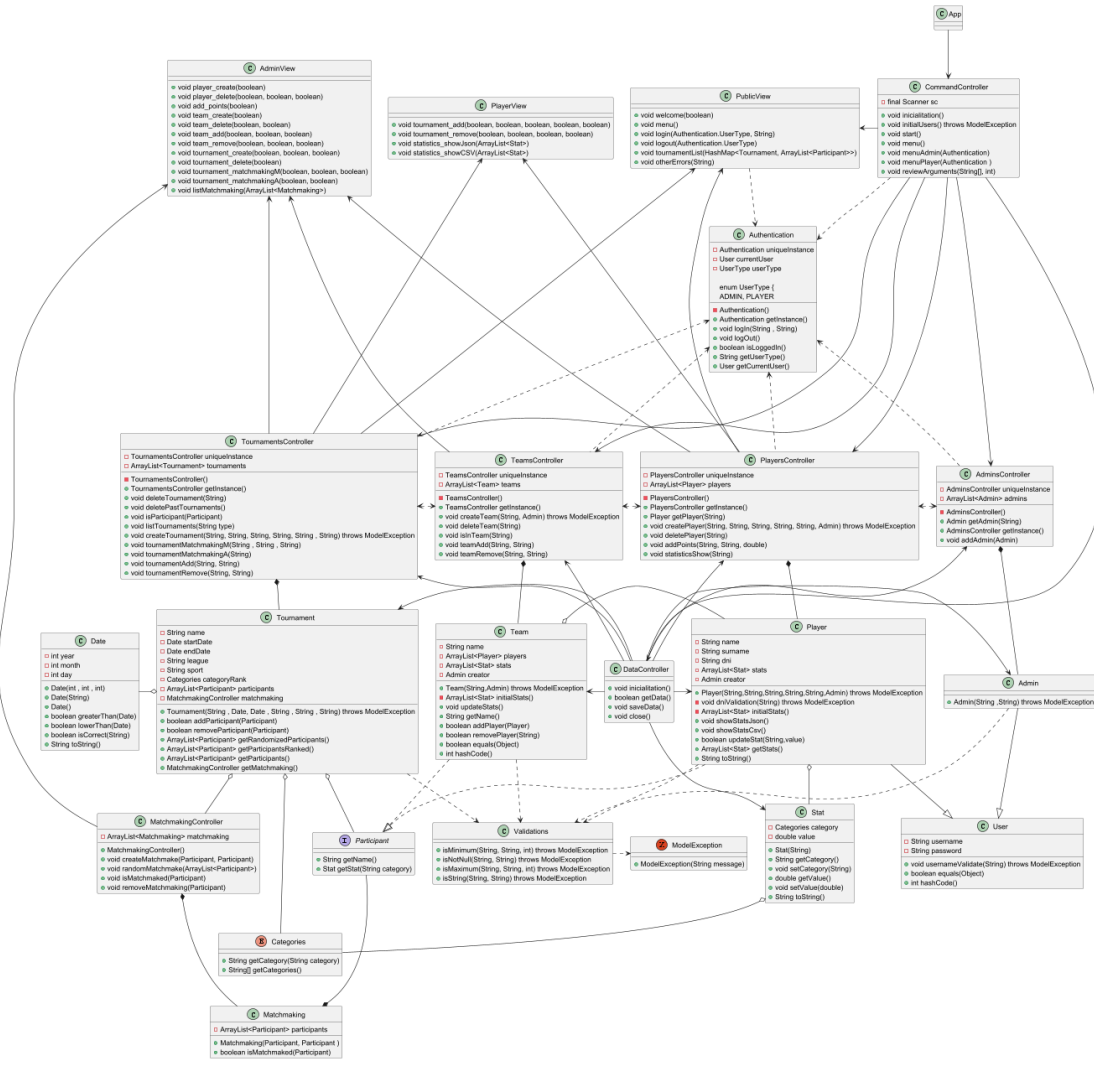 C App
C CommandController
final Scanner sc
void inicialitation()
void initialUsers() throws ModelException
void start()
void menu()
void menuAdmin(Authentication)
void menuPlayer(Authentication )
void reviewArguments(String[], int)
C AdminView
void player_create(boolean)
void player_delete(boolean, boolean, boolean)
void add_points(boolean)
void team_create(boolean)
void team_delete(boolean, boolean)
void team_add(boolean, boolean, boolean)
void team_remove(boolean, boolean, boolean)
void tournament_create(boolean, boolean)
void tournament_delete(boolean)
void tournament_matchmakingM(boolean, boolean, boolean)
void tournament_matchmakingA(boolean)
void listMatchmaking(ArrayList<Matchmaking>)
C PlayerView
void tournament_add(boolean, boolean, boolean, boolean, boolean)
void tournament_remove(boolean, boolean, boolean)
void statistics_showJson(ArrayList<Stat>)
void statistics_showCSV(ArrayList<Stat>)
C PublicView
void welcome(boolean)
void menu()
void login(Authentication.UserType, String)
void logout(Authentication.UserType)
void tournamentList(HashMap<Tournament, ArrayList<Participant>>)
void otherErrors(String)
C Authentication
Authentication uniqueInstance
User currentUser
UserType userType
enum UserType {
ADMIN, PLAYER
Authentication()
Authentication getInstance()
void logIn(String , String)
void logOut()
boolean isLoggedIn()
String getUserType()
User getCurrentUser()
C TournamentsController
TournamentsController uniqueInstance
ArrayList<Tournament> tournaments
TournamentsController()
TournamentsController getInstance()
void deleteTournament(String)
void deletePastTournaments()
void isParticipant(Participant)
void listTournaments(String type)
void createTournament(String, String, String, String, String , String) throws ModelException
void tournamentMatchmakingM(String , String , String)
void tournamentMatchmakingA(String)
void tournamentAdd(String, String)
void tournamentRemove(String, String)
C TeamsController
TeamsController uniqueInstance
ArrayList<Team> teams
TeamsController()
TeamsController getInstance()
void createTeam(String, Admin) throws ModelException
void deleteTeam(String)
void isInTeam(String)
void teamAdd(String, String)
void teamRemove(String, String)
C PlayersController
PlayersController uniqueInstance
ArrayList<Player> players
PlayersController()
PlayersController getInstance()
Player getPlayer(String)
void createPlayer(String, String, String, String, String, Admin) throws ModelException
void deletePlayer(String)
void addPoints(String, String, double)
void statisticsShow(String)
C AdminsController
AdminsController uniqueInstance
ArrayList<Admin> admins
AdminsController()
Admin getAdmin(String)
AdminsController getInstance()
void addAdmin(Admin)
C Date
int year
int month
int day
Date(int , int , int)
Date(String)
Date()
boolean greaterThan(Date)
boolean lowerThan(Date)
boolean isCorrect(String)
String toString()
C Tournament
String name
Date startDate
Date endDate
String league
String sport
Categories categoryRank
ArrayList<Participant> participants
MatchmakingController matchmaking
Tournament(String , Date, Date , String , String , String) throws ModelException
boolean addParticipant(Participant)
boolean removeParticipant(Participant)
ArrayList<Participant> getRandomizedParticipants()
ArrayList<Participant> getParticipantsRanked()
ArrayList<Participant> getParticipants()
MatchmakingController getMatchmaking()
C Team
String name
ArrayList<Player> players
ArrayList<Stat> stats
Admin creator
Team(String,Admin) throws ModelException
ArrayList<Stat> initialStats()
void updateStats()
String getName()
boolean addPlayer(Player)
boolean removePlayer(String)
boolean equals(Object)
int hashCode()
C DataController
void inicialitation()
boolean getData()
void saveData()
void close()
C Player
String name
String surname
String dni
ArrayList<Stat> stats
Admin creator
Player(String,String,String,String,String,Admin) throws ModelException
void dniValidation(String) throws ModelException
ArrayList<Stat> initialStats()
void showStatsJson()
void showStatsCsv()
boolean updateStat(String,value)
ArrayList<Stat> getStats()
String toString()
C Admin
Admin(String ,String) throws ModelException
C MatchmakingController
ArrayList<Matchmaking> matchmaking
MatchmakingController()
void createMatchmake(Participant, Participant)
void randomMatchmake(ArrayList<Participant>)
void isMatchmaked(Participant)
void removeMatchmaking(Participant)
I Participant
String getName()
Stat getStat(String category)
C Validations
isMinimum(String, String, int) throws ModelException
isNotNull(String, String) throws ModelException
isMaximum(String, String, int) throws ModelException
isString(String, String) throws ModelException
Z ModelException
ModelException(String message)
C Stat
Categories category
double value
Stat(String)
String getCategory()
void setCategory(String)
double getValue()
void setValue(double)
String toString()
C User
String username
String password
void usernameValidate(String) throws ModelException
boolean equals(Object)
int hashCode()
E Categories
String getCategory(String category)
String[] getCategories()
C Matchmaking
ArrayList<Participant> participants
Matchmaking(Participant, Participant )
boolean isMatchmaked(Participant)